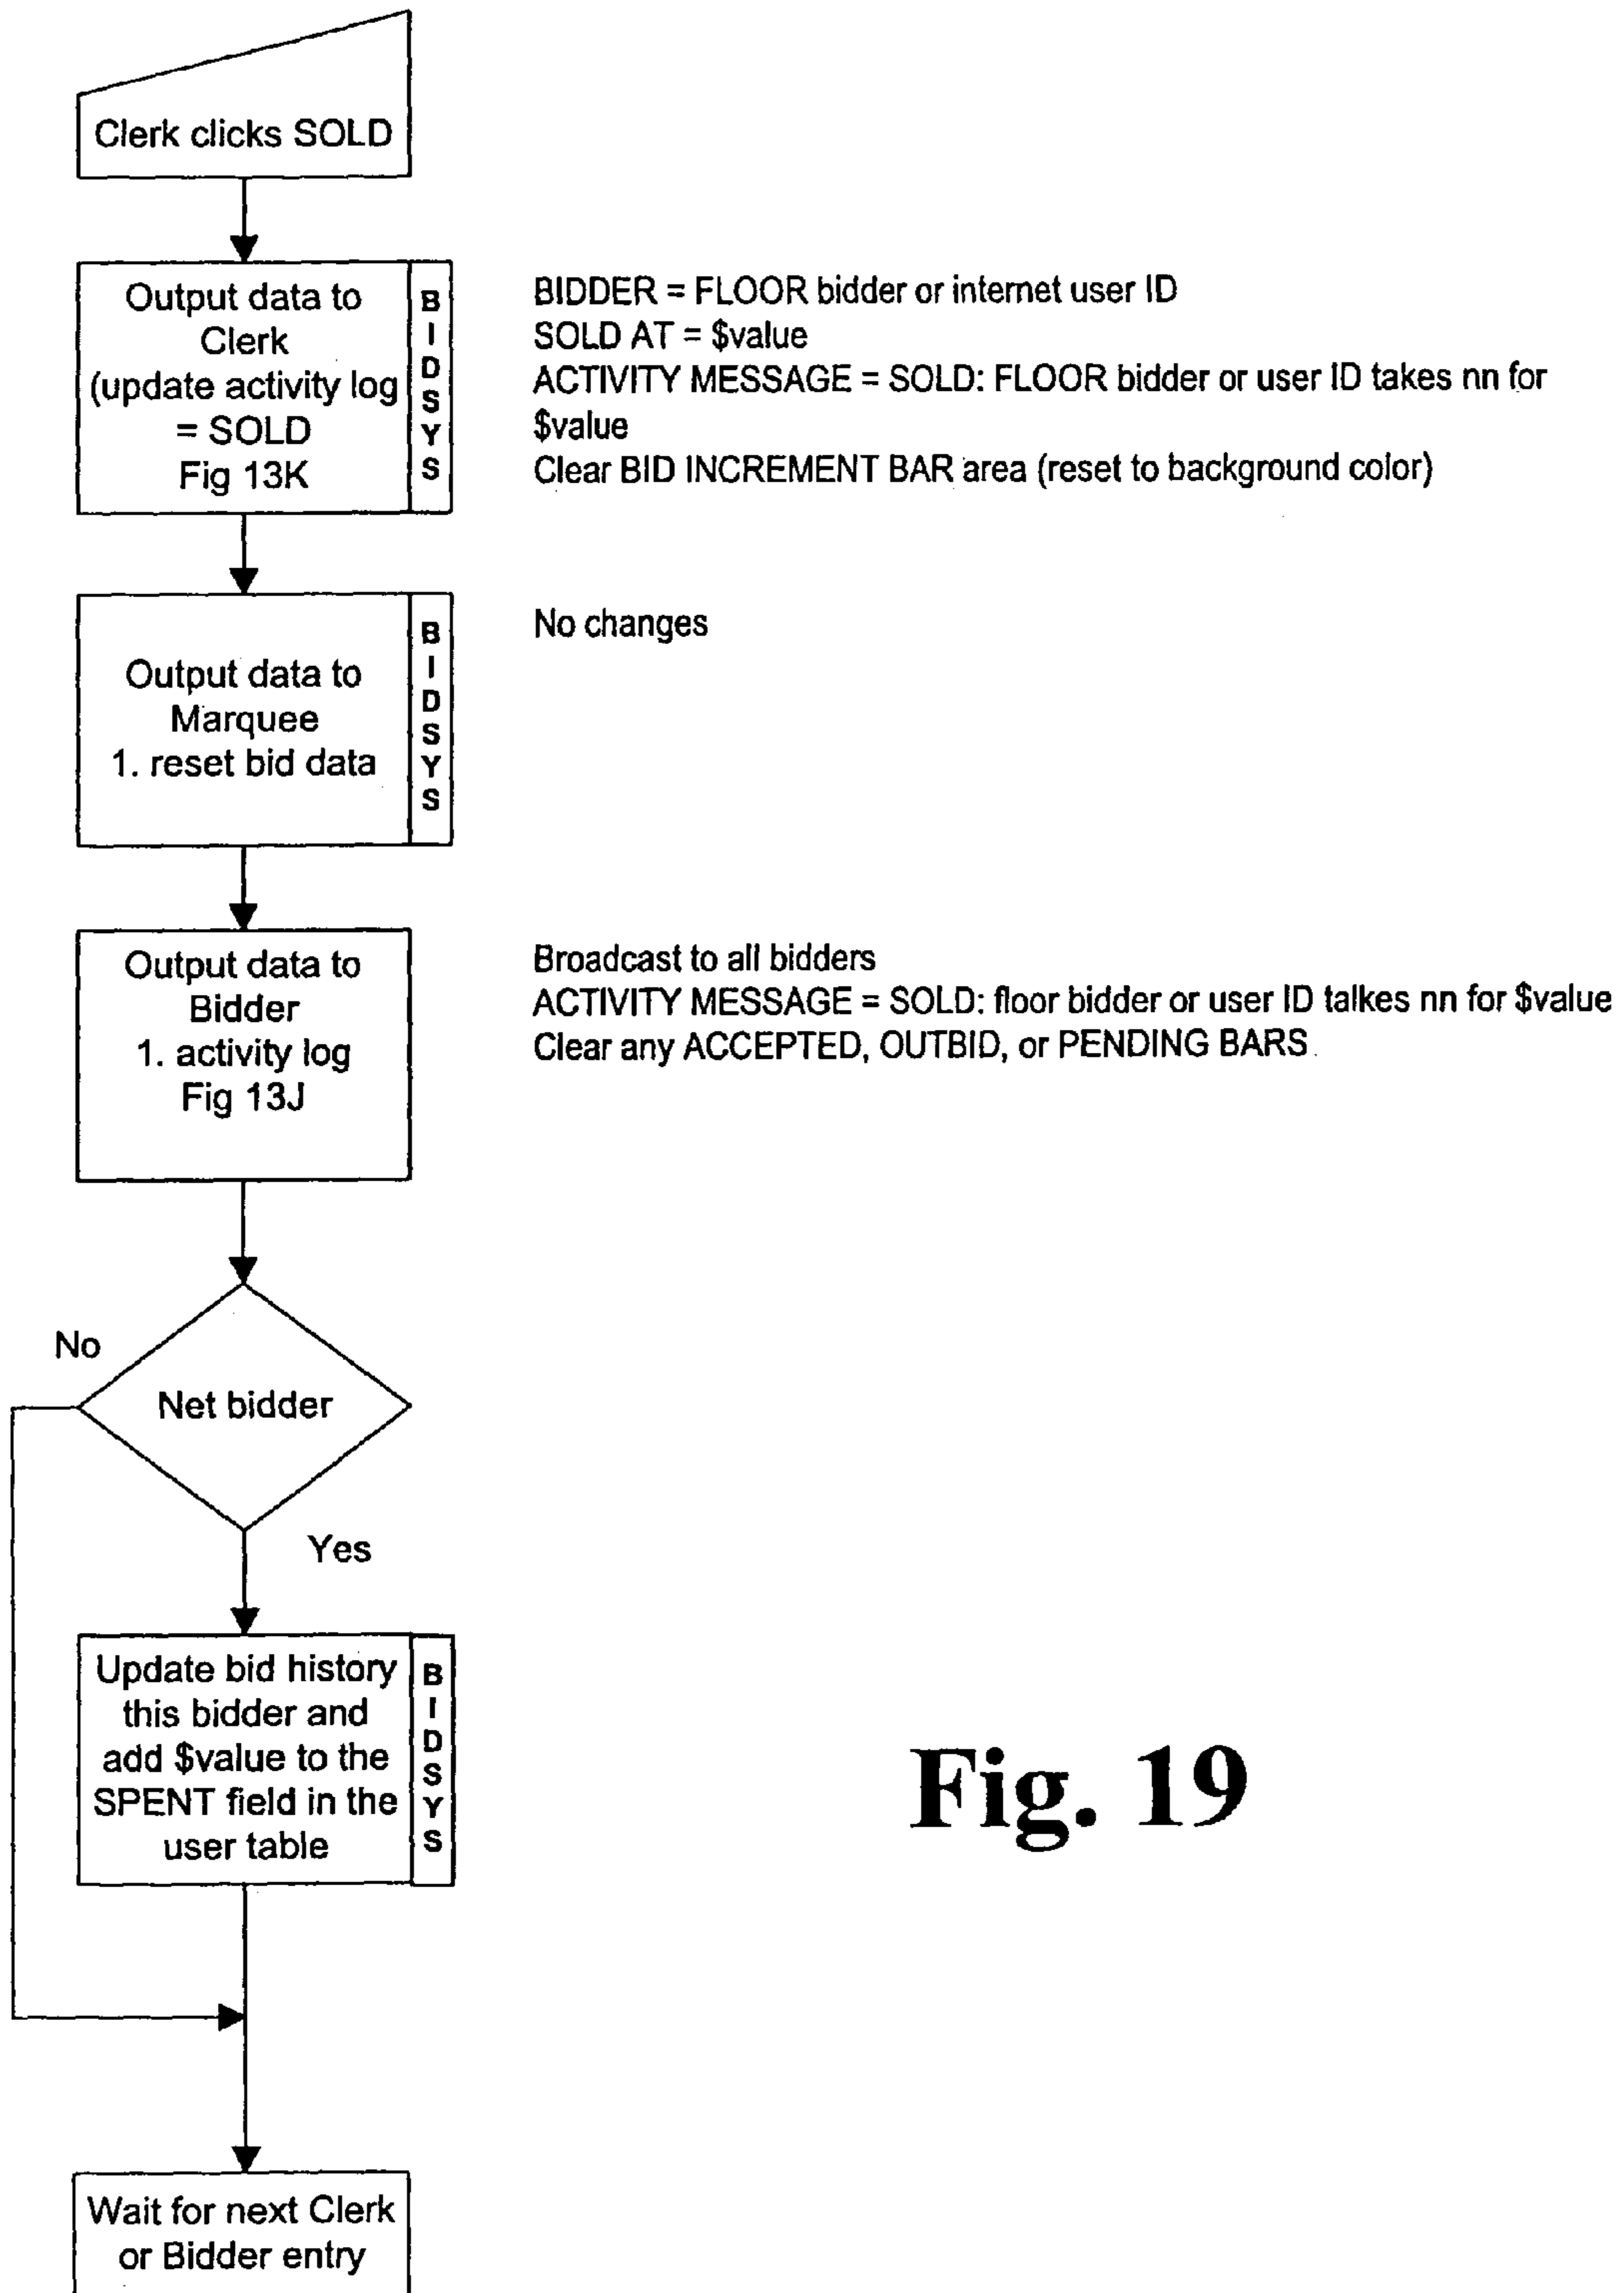 Clerk clicks SOLD
Output data to
Clerk
(update activity log
= SOLD
Fig 13K
BIDSYS
BIDDER = FLOOR bidder or internet user ID
SOLD AT = $value
ACTIVITY MESSAGE = SOLD: FLOOR bidder or user ID takes nn for
$value
Clear BID INCREMENT BAR area (reset to background color)
Output data to
Marquee
1. reset bid data
BIDSYS
No changes
Output data to
Bidder
1. activity log
Fig 13J
Broadcast to all bidders
ACTIVITY MESSAGE = SOLD: floor bidder or user ID talkes nn for $value
Clear any ACCEPTED, OUTBID, or PENDING BARS
No
Net bidder
Yes
Update bid history
this bidder and
add $value to the
SPENT field in the
user table
BIDSYS
Fig. 19
Wait for next Clerk
or Bidder entry